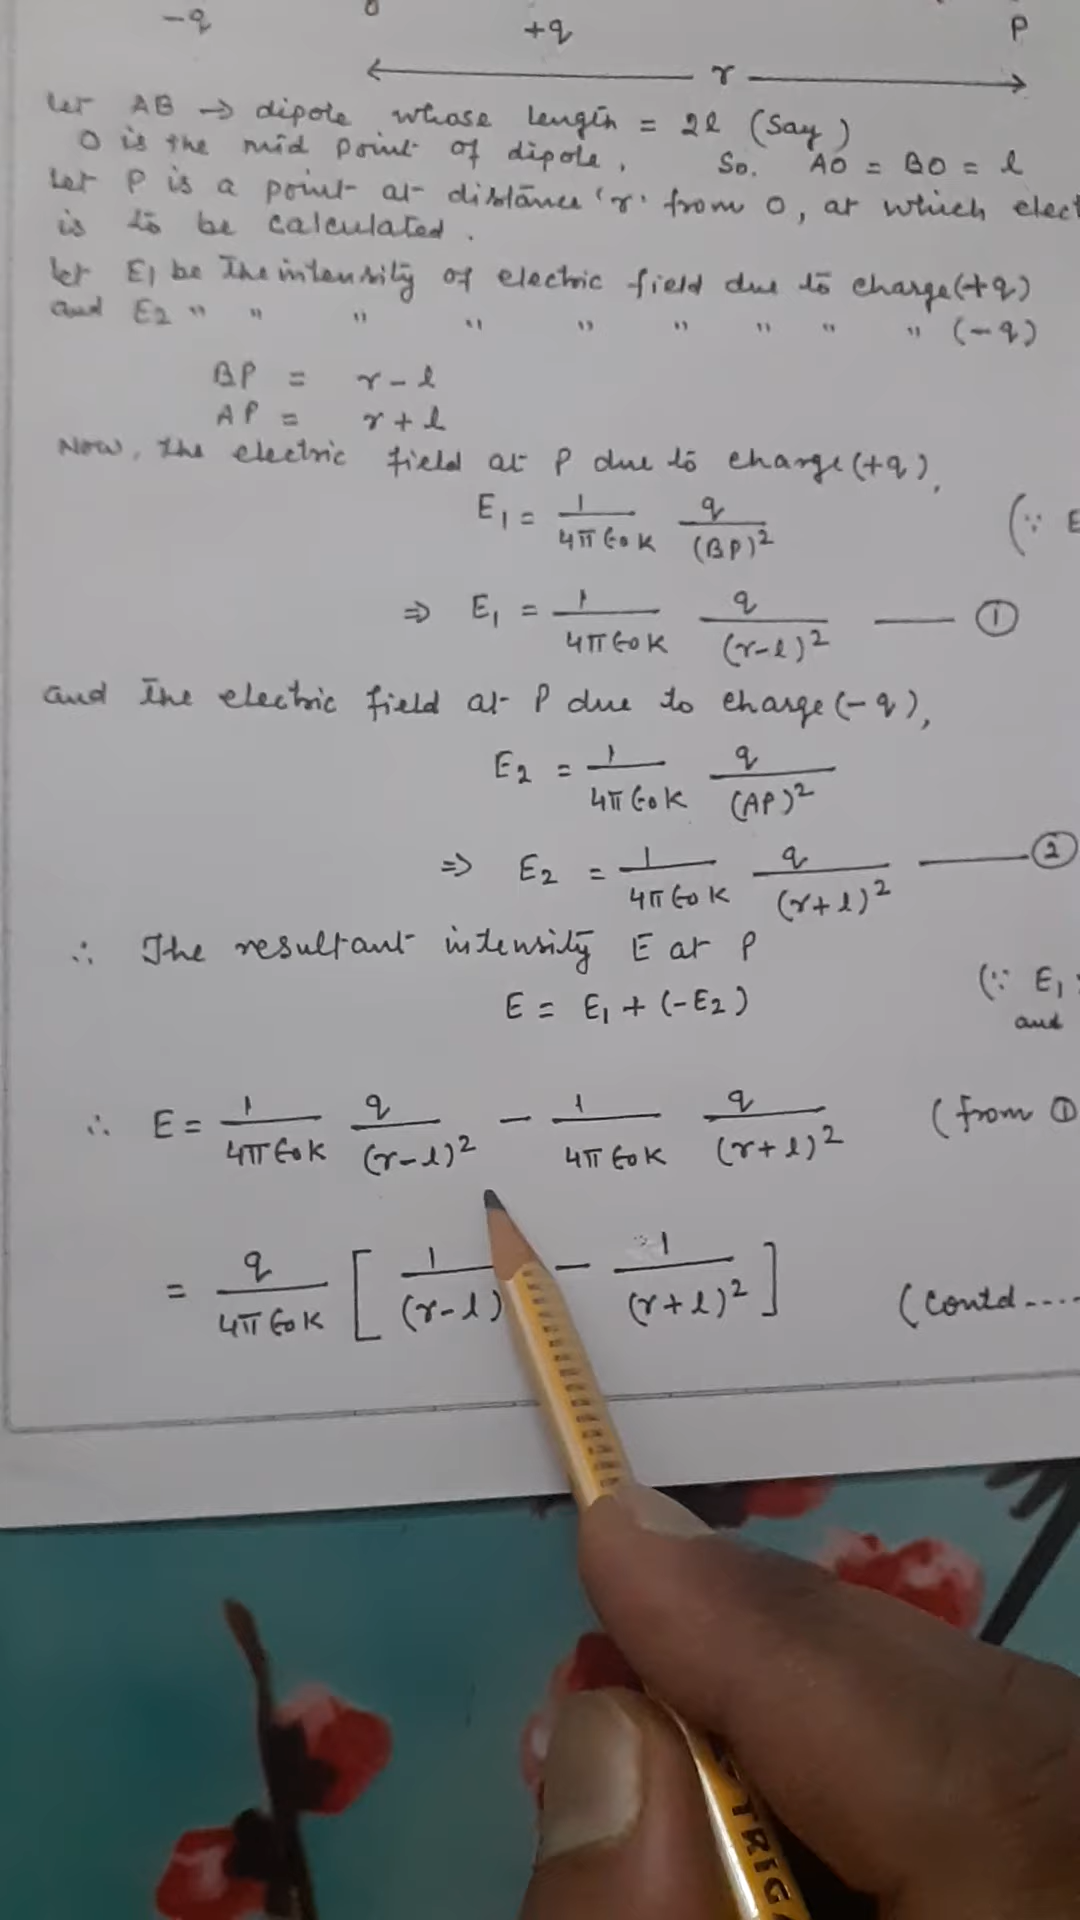 -q o +q P
r
Let AB → dipole whose length = 2l (Say)
O is the mid point of dipole. So. AO = BO = l
Let P is a point at distance 'r' from O, at which elect
is to be calculated.
Let E1 be the intensity of electric field due to charge (+q)
and E2 " " " " " " " " " (-q)
BP = r-l
AP = r+l
Now, the electric field at P due to charge (+q),
E₁ = 1/4πϵ₀K q/(BP)² (∵ E
⇒ E₁ = 1/4πϵ₀K q/(r-l)² —— ①
and the electric field at P due to charge (-q),
E₂ = 1/4πϵ₀K q/(AP)²
⇒ E₂ = 1/4πϵ₀K q/(r+l)² —— ②
∴ The resultant intensity E at P
E = E₁ + (-E₂) (∵ E₁
and
∴ E = 1/4πϵ₀K q/(r-l)² - 1/4πϵ₀K q/(r+l)² (from ①
= q/4πϵ₀K [1/(r-l) - 1/(r+l)²] (Contd....
TRIG